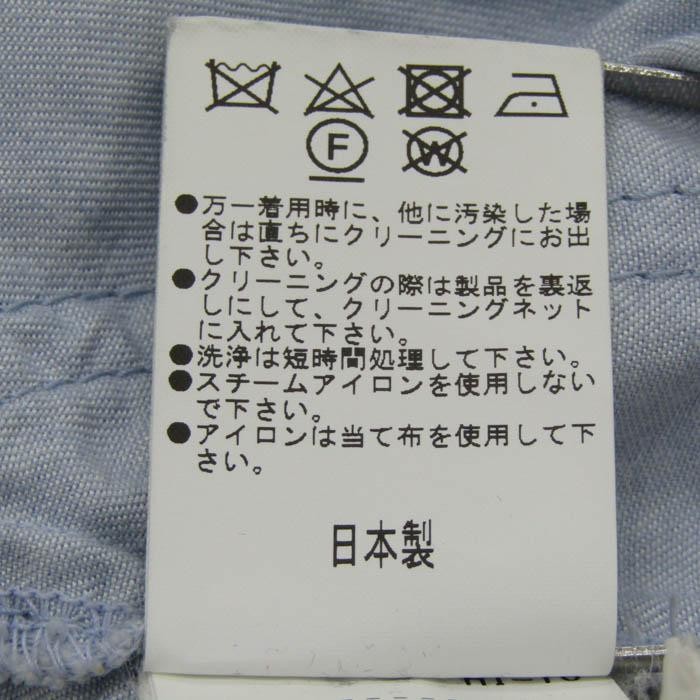 F W
●万一着用時に、他に汚染した場
合は直ちにクリーニングにお出
し下さい。
●クリーニングの際は製品を裏返
しにして、クリーニングネット
に入れて下さい。
●洗浄は短時間処理して下さい。
●スチームアイロンを使用しない
で下さい。
●アイロンは当て布を使用して下
さい。
日本製